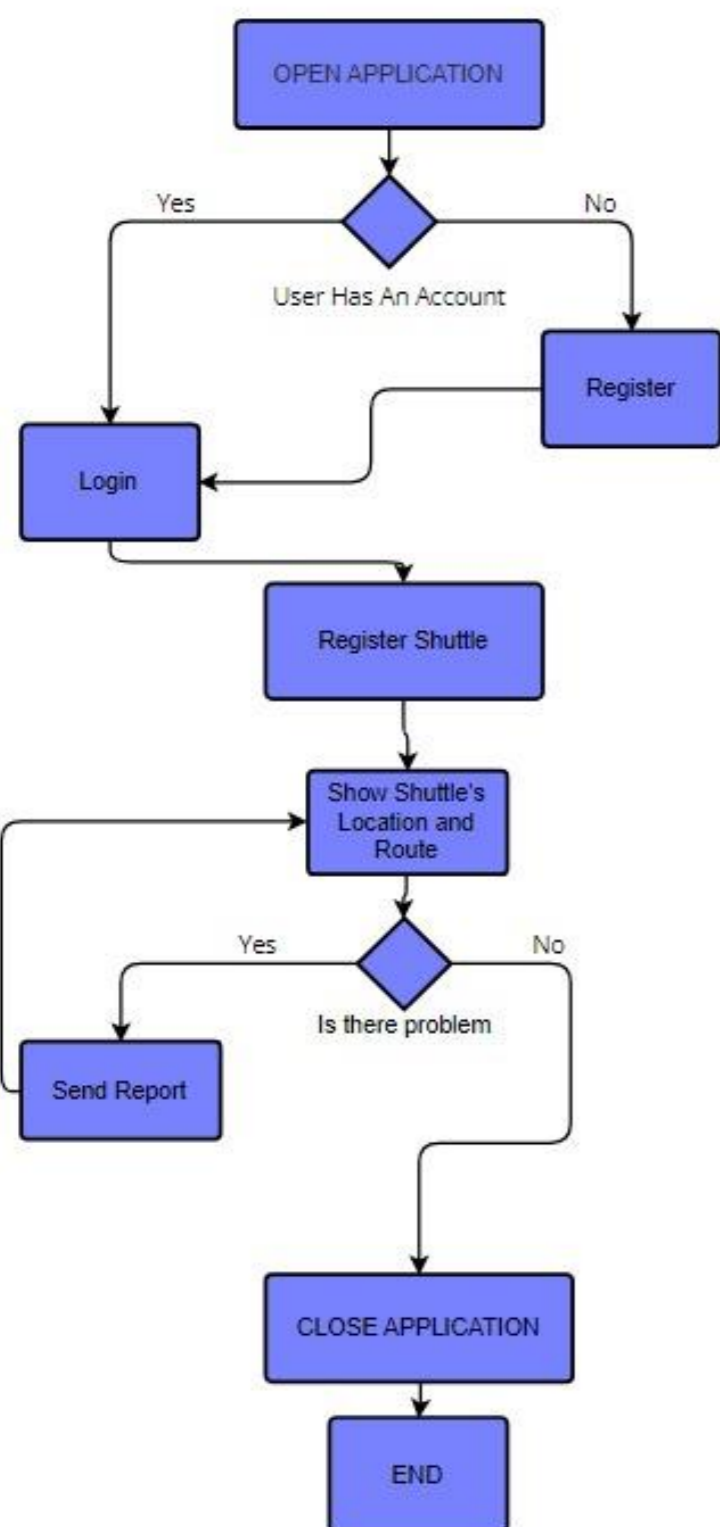 OPEN APPLICATION
Yes
No
User Has An Account
Register
Login
Register Shuttle
Show Shuttle's
Location and
Route
Yes
No
Is there problem
Send Report
CLOSE APPLICATION
END